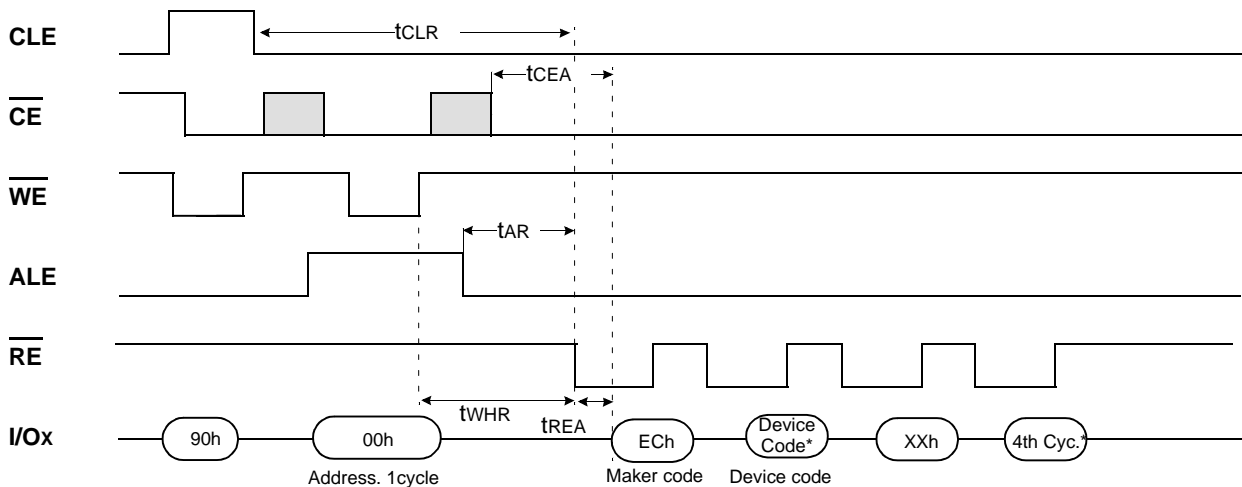 CLE
tCLR
tCEA
CE
WE
tAR
ALE
RE
tWHR
tREA
I/Ox
90h
00h
ECh
Device
Code*
XXh
4th Cyc.*
Address. 1cycle
Maker code
Device code